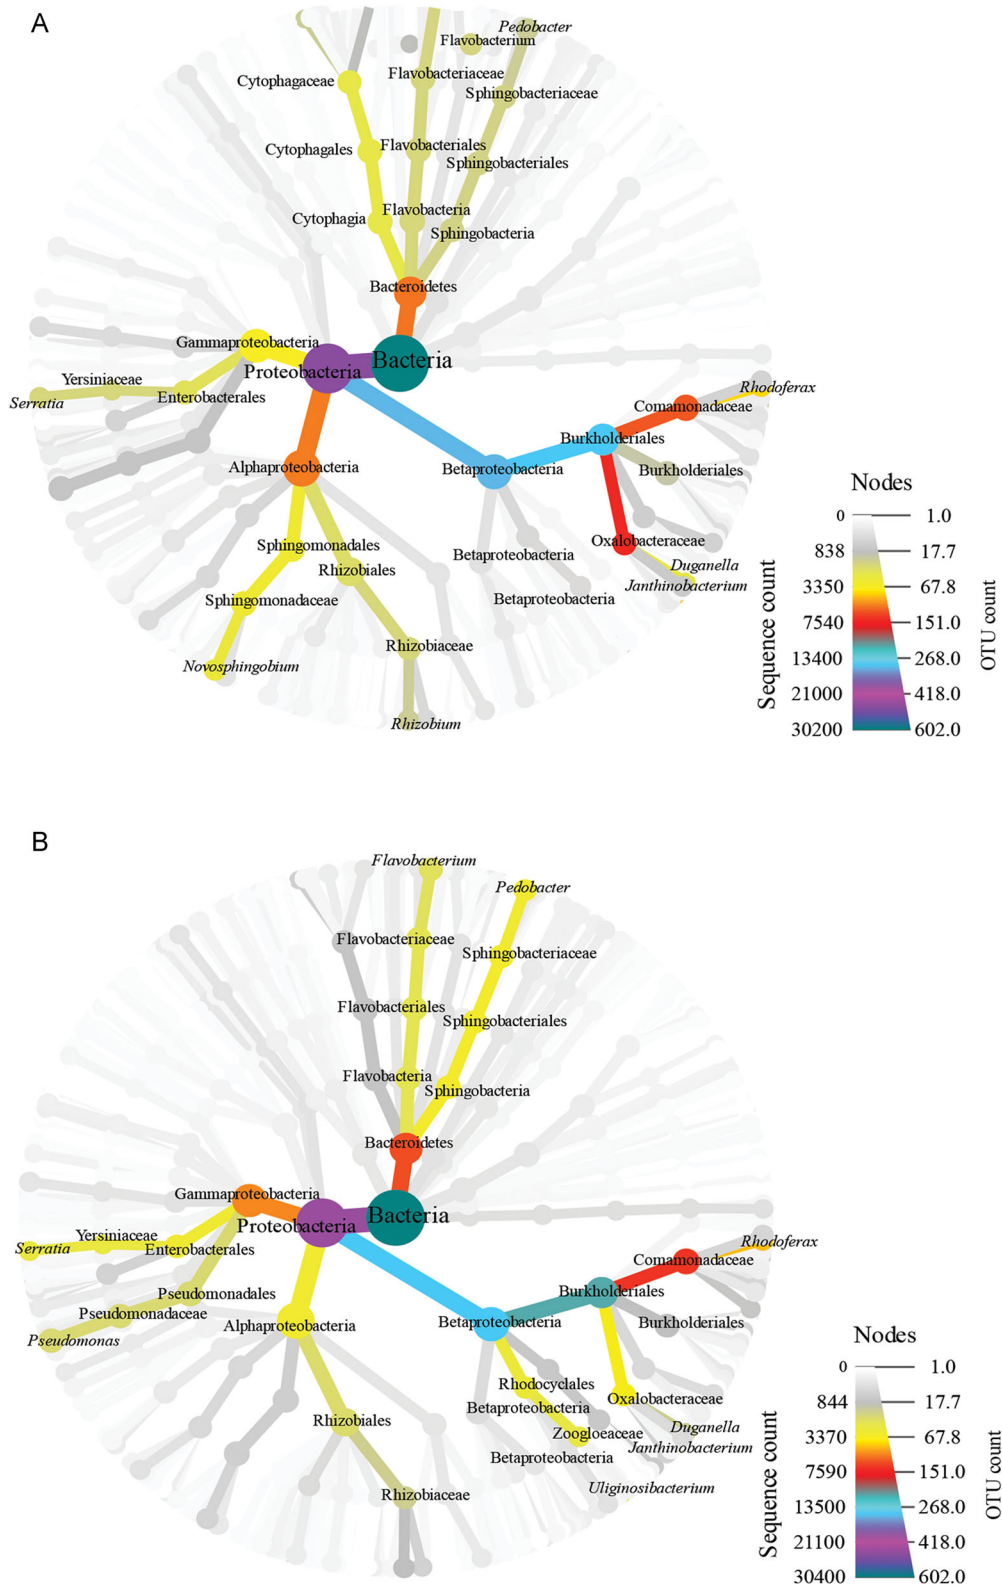 A
Pedobacter
Flavobacterium
Cytophagaceae
Flavobacteriaceae
Sphingobacteriaceae
Cytophagales
Flavobacteriales
Sphingobacteriales
Flavobacteria
Cytophagia
Sphingobacteria
Bacteroidetes
Gammaproteobacteria
Bacteria
Proteobacteria
Yersiniaceae
Rhodoferax
Enterobacterales
Serratia
Comamonadaceae
Burkholderiales
Alphaproteobacteria
Betaproteobacteria
Burkholderiales
Oxalobacteraceae
Sphingomonadales
Betaproteobacteria
Rhizobiales
Duganella
Janthinobacterium
Sphingomonadaceae
Betaproteobacteria
Rhizobiaceae
Novosphingobium
Rhizobium
Nodes
0 1.0
838 17.7
3350 67.8
7540 151.0
13400 268.0
21000 418.0
30200 602.0
Sequence count
OTU count
B
Flavobacterium
Pedobacter
Flavobacteriaceae
Sphingobacteriaceae
Flavobacteriales
Sphingobacteriales
Flavobacteria
Sphingobacteria
Bacteroidetes
Gammaproteobacteria
Bacteria
Proteobacteria
Yersiniaceae
Rhodoferax
Serratia
Enterobacterales
Comamonadaceae
Pseudomonadales
Burkholderiales
Pseudomonadaceae
Alphaproteobacteria
Betaproteobacteria
Burkholderiales
Pseudomonas
Rhodocyclales
Oxalobacteraceae
Betaproteobacteria
Rhizobiales
Duganella
Zoogloeaceae
Janthinobacterium
Betaproteobacteria
Uliginosibacterium
Rhizobiaceae
Nodes
0 1.0
844 17.7
3370 67.8
7590 151.0
13500 268.0
21100 418.0
30400 602.0
Sequence count
OTU count